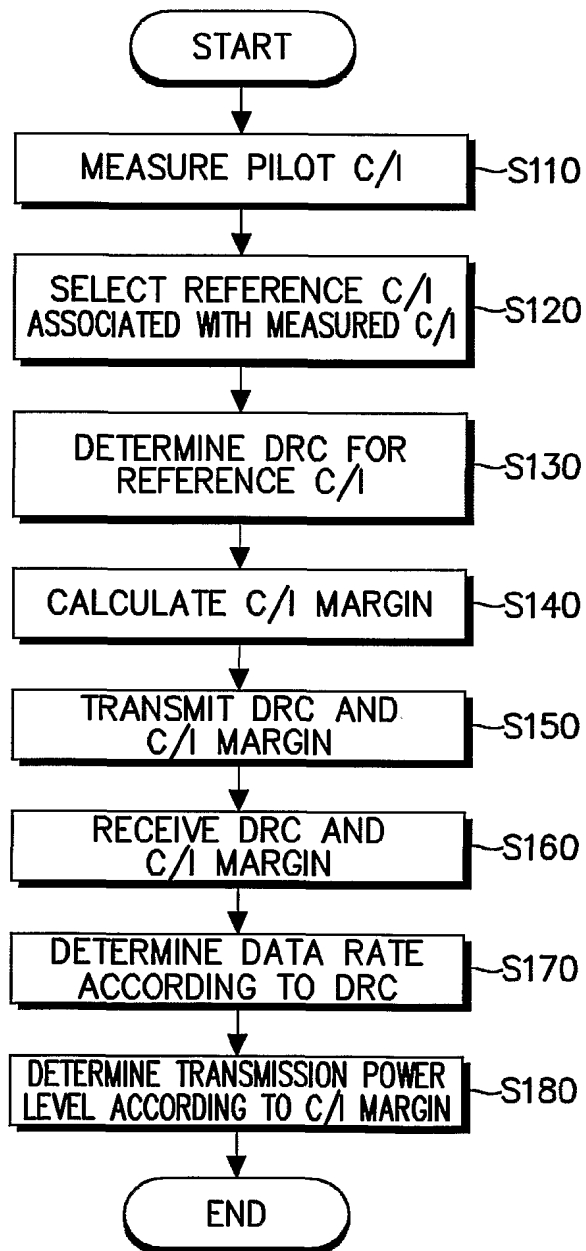 START
MEASURE PILOT C/I
S110
SELECT REFERENCE C/I
ASSOCIATED WITH MEASURED C/I
S120
DETERMINE DRC FOR
REFERENCE C/I
S130
CALCULATE C/I MARGIN
S140
TRANSMIT DRC AND
C/I MARGIN
S150
RECEIVE DRC AND
C/I MARGIN
S160
DETERMINE DATA RATE
ACCORDING TO DRC
S170
DETERMINE TRANSMISSION POWER
LEVEL ACCORDING TO C/I MARGIN
S180
END